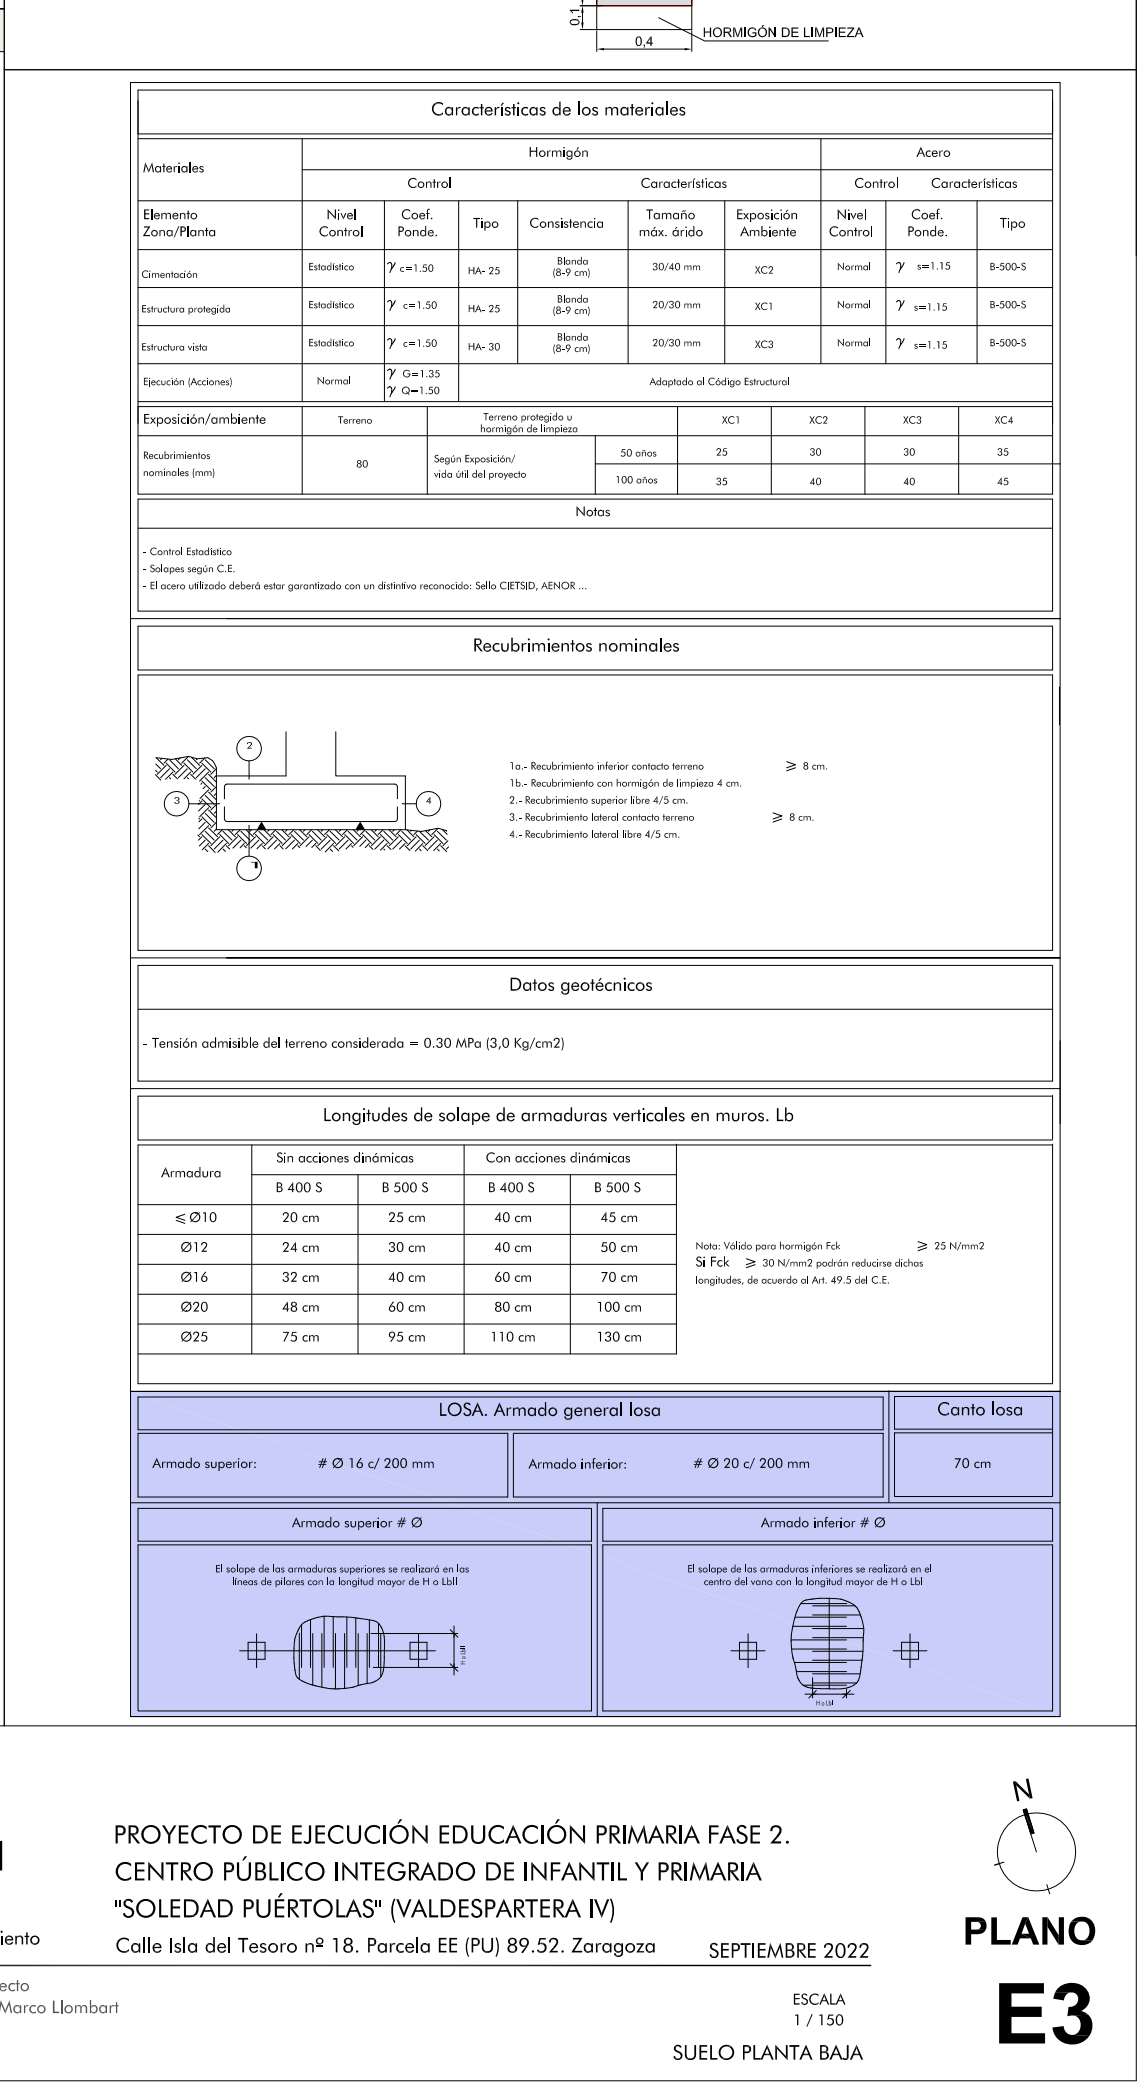 0,1
0,4
HORMIGÓN DE LIMPIEZA
Características de los materiales
Materiales
Hormigón
Acero
Control
Características
Control
Características
Elemento
Zona/Planta
Nivel
Control
Coef.
Ponde.
Tipo
Consistencia
Tamaño
máx. árido
Exposición
Ambiente
Nivel
Control
Coef.
Ponde.
Tipo
Cimentación
Estadístico
γ c=1.50
HA- 25
Blanda
(8-9 cm)
30/40 mm
XC2
Normal
γ s=1.15
B-500-S
Estructura protegida
Estadístico
γ c=1.50
HA- 25
Blanda
(8-9 cm)
20/30 mm
XC1
Normal
γ s=1.15
B-500-S
Estructura vista
Estadístico
γ c=1.50
HA- 30
Blanda
(8-9 cm)
20/30 mm
XC3
Normal
γ s=1.15
B-500-S
Ejecución (Acciones)
Normal
γ G=1.35
γ Q=1.50
Adaptado al Código Estructural
Exposición/ambiente
Terreno
Terreno protegido u
hormigón de limpieza
XC1
XC2
XC3
XC4
Recubrimientos
nominales (mm)
80
Según Exposición/
vida útil del proyecto
50 años
25
30
30
35
100 años
35
40
40
45
Notas
- Control Estadístico
- Solapes según C.E.
- El acero utilizado deberá estar garantizado con un distintivo reconocido: Sello CIETSID, AENOR ...
Recubrimientos nominales
2
3
4
1
1a.- Recubrimiento inferior contacto terreno ⩾ 8 cm.
1b.- Recubrimiento con hormigón de limpieza 4 cm.
2.- Recubrimiento superior libre 4/5 cm.
3.- Recubrimiento lateral contacto terreno ⩾ 8 cm.
4.- Recubrimiento lateral libre 4/5 cm.
Datos geotécnicos
- Tensión admisible del terreno considerada = 0.30 MPa (3,0 Kg/cm2)
Longitudes de solape de armaduras verticales en muros. Lb
Armadura
Sin acciones dinámicas
Con acciones dinámicas
B 400 S
B 500 S
B 400 S
B 500 S
⩽ Ø10
20 cm
25 cm
40 cm
45 cm
Ø12
24 cm
30 cm
40 cm
50 cm
Ø16
32 cm
40 cm
60 cm
70 cm
Ø20
48 cm
60 cm
80 cm
100 cm
Ø25
75 cm
95 cm
110 cm
130 cm
Nota: Válido para hormigón Fck ⩾ 25 N/mm2
Si Fck ⩾ 30 N/mm2 podrán reducirse dichas
longitudes, de acuerdo al Art. 49.5 del C.E.
LOSA. Armado general losa
Canto losa
Armado superior:
# Ø 16 c/ 200 mm
Armado inferior:
# Ø 20 c/ 200 mm
70 cm
Armado superior # Ø
Armado inferior # Ø
El solape de las armaduras superiores se realizará en las
líneas de pilares con la longitud mayor de H o LbII
H o LbII
El solape de las armaduras inferiores se realizará en el
centro del vano con la longitud mayor de H o LbI
H o LbI
PROYECTO DE EJECUCIÓN EDUCACIÓN PRIMARIA FASE 2.
CENTRO PÚBLICO INTEGRADO DE INFANTIL Y PRIMARIA
"SOLEDAD PUÉRTOLAS" (VALDESPARTERA IV)
Calle Isla del Tesoro nº 18. Parcela EE (PU) 89.52. Zaragoza
SEPTIEMBRE 2022
iento
ecto
Marco Llombart
ESCALA
1 / 150
SUELO PLANTA BAJA
N
PLANO
E3